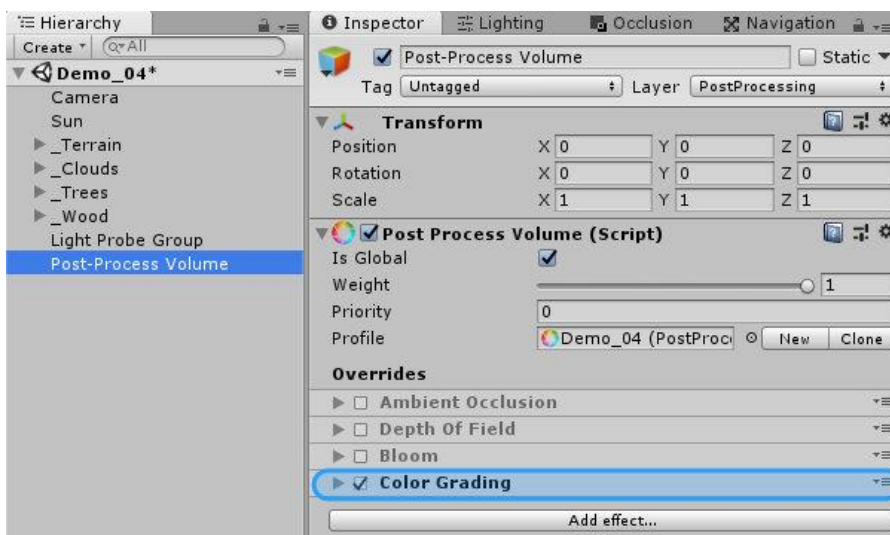 Hierarchy
Create All
Demo_04*
Camera
Sun
_Terrain
_Clouds
_Trees
_Wood
Light Probe Group
Post-Process Volume
Inspector Lighting Occlusion Navigation
Post-Process Volume Static
Tag Untagged Layer PostProcessing
Transform
Position X 0 Y 0 Z 0
Rotation X 0 Y 0 Z 0
Scale X 1 Y 1 Z 1
Post Process Volume (Script)
Is Global
Weight 1
Priority 0
Profile Demo_04 (PostProc New Clone
Overrides
Ambient Occlusion
Depth Of Field
Bloom
Color Grading
Add effect...